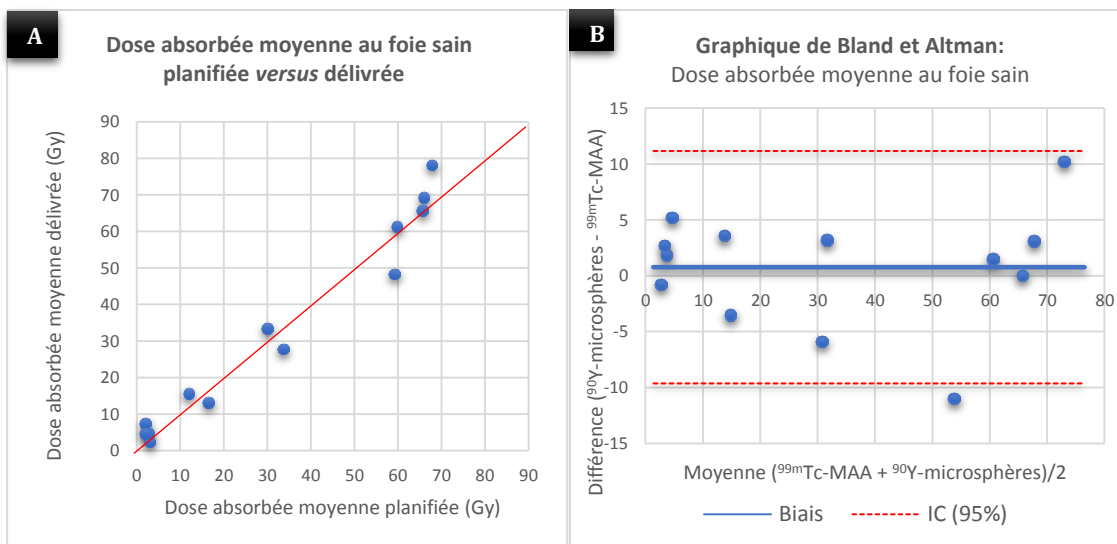 A
Dose absorbée moyenne au foie sain
planifiée versus délivrée
Dose absorbée moyenne délivrée (Gy)
90
80
70
60
50
40
30
20
10
0
0 10 20 30 40 50 60 70 80 90
Dose absorbée moyenne planifiée (Gy)
B
Graphique de Bland et Altman:
Dose absorbée moyenne au foie sain
Différence (⁹⁰Y-microsphères - ⁹⁹ᵐTc-MAA)
15
10
5
0
-5
-10
-15
0 10 20 30 40 50 60 70 80
Moyenne (⁹⁹ᵐTc-MAA + ⁹⁰Y-microsphères)/2
Biais IC (95%)